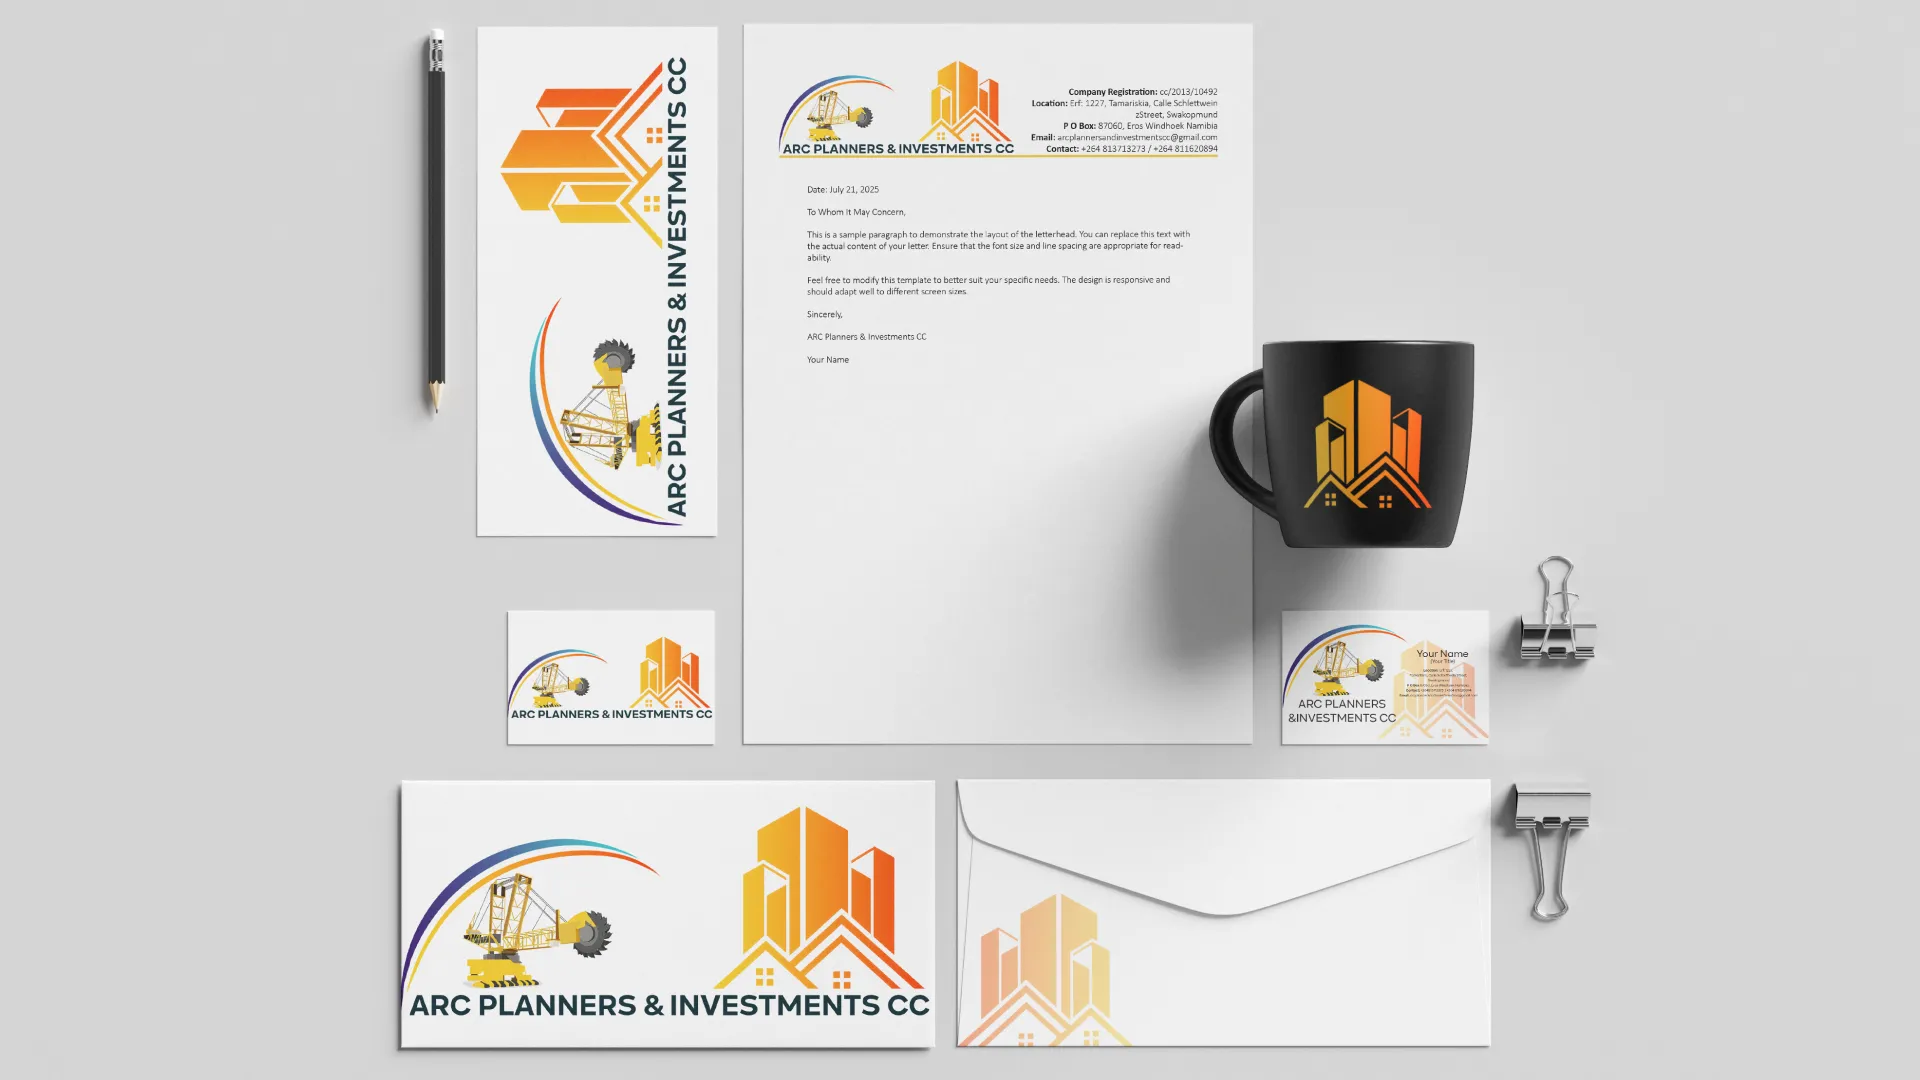 ARC PLANNERS & INVESTMENTS CC
ARC PLANNERS & INVESTMENTS CC
Company Registration: cc/2013/10492
Location: Erf: 1227, Tamariskia, Calle Schlettwein
zStreet, Swakopmund
P O Box: 87060, Eros Windhoek Namibia
Email: arcplannersandinvestmentscc@gmail.com
Contact: +264 813713273 / +264 811620894
Date: July 21, 2025
To Whom It May Concern,
This is a sample paragraph to demonstrate the layout of the letterhead. You can replace this text with
the actual content of your letter. Ensure that the font size and line spacing are appropriate for read-
ability.
Feel free to modify this template to better suit your specific needs. The design is responsive and
should adapt well to different screen sizes.
Sincerely,
ARC Planners & Investments CC
Your Name
ARC PLANNERS & INVESTMENTS CC
Your Name
(Your Title)
ARC PLANNERS
&INVESTMENTS CC
ARC PLANNERS & INVESTMENTS CC